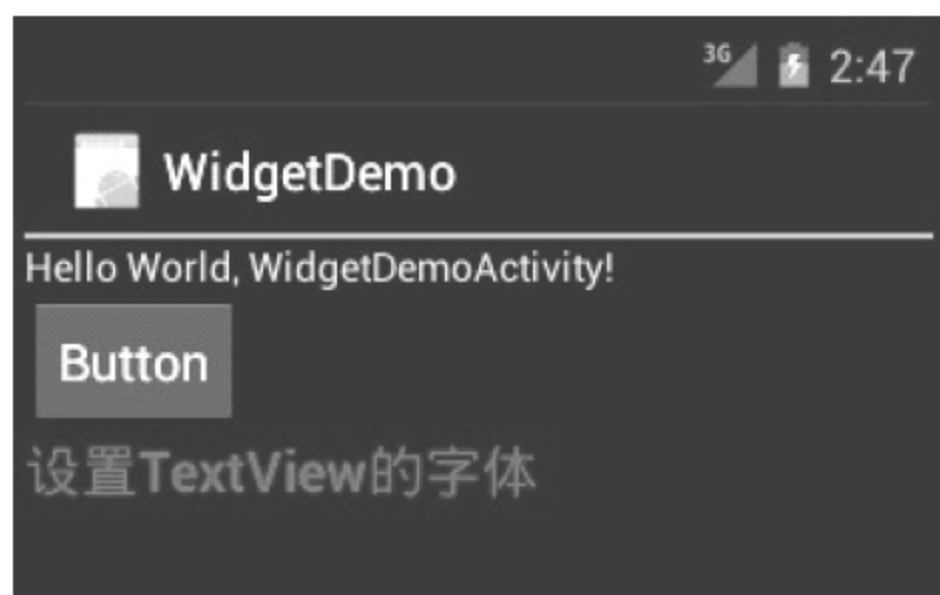 3G 2:47
WidgetDemo
Hello World, WidgetDemoActivity!
Button
设置TextView的字体